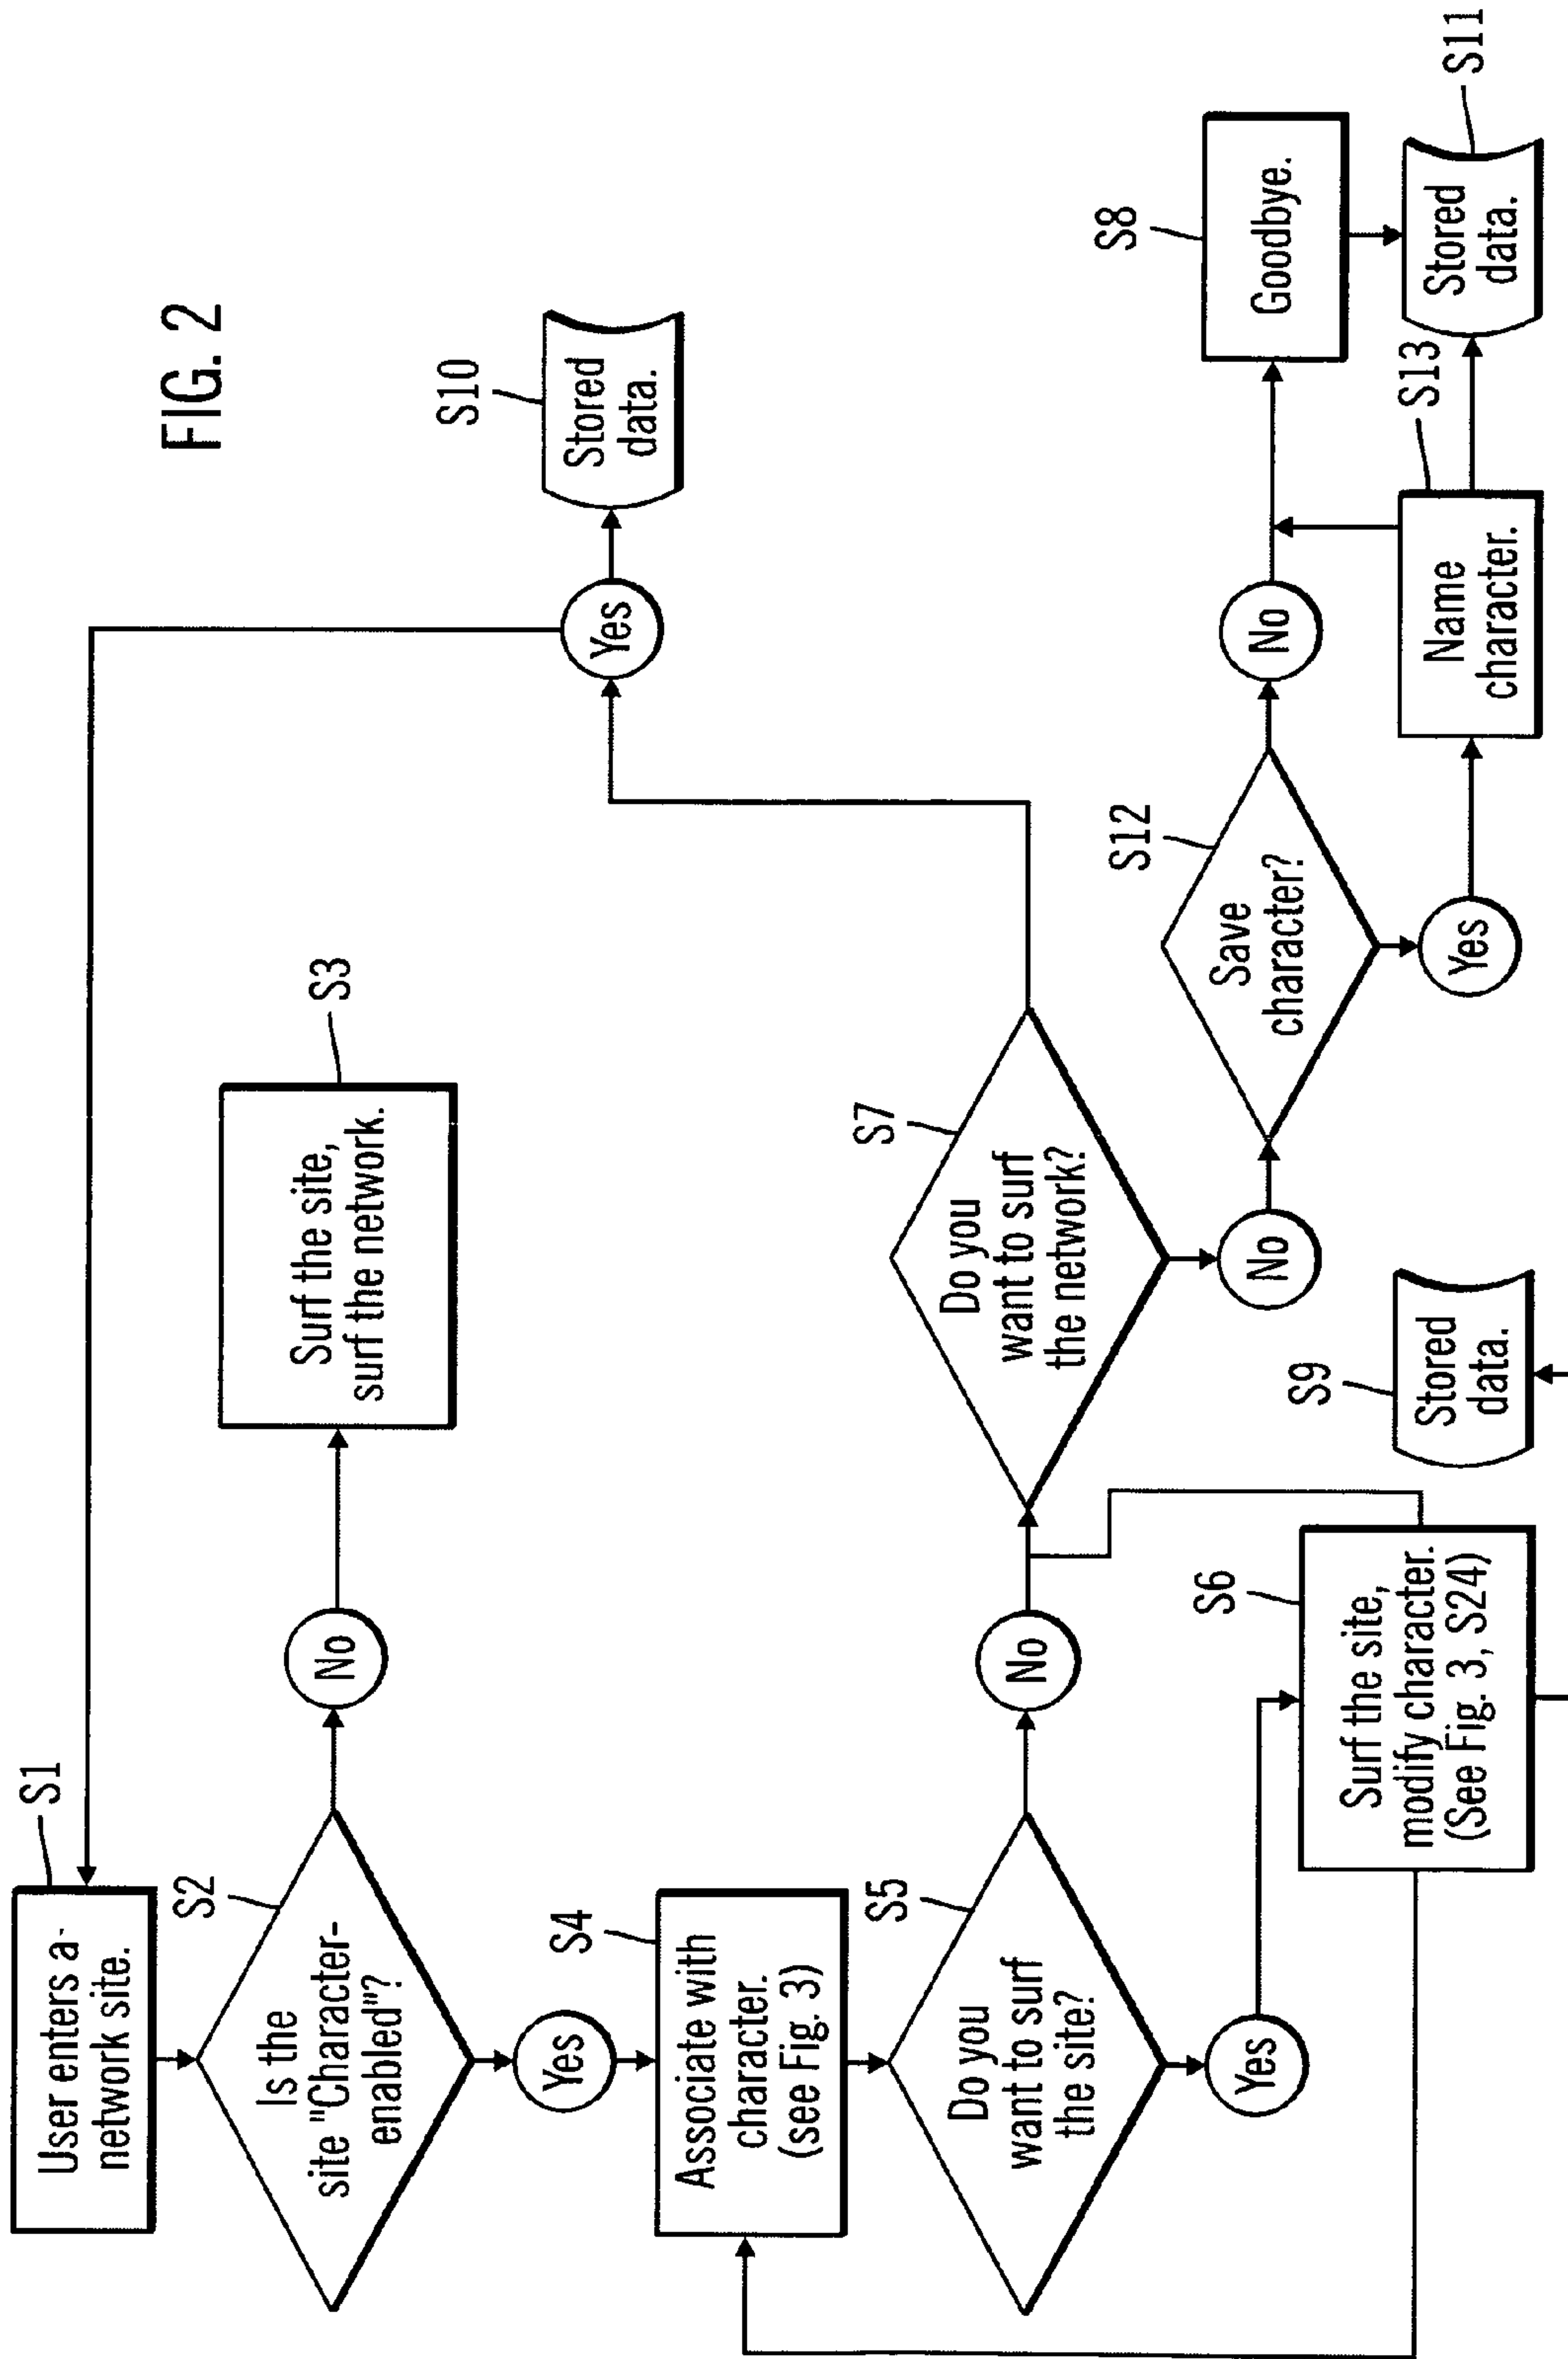 FIG. 2
User enters a-
network site.
S1
Is the
site "Character-
enabled"?
S2
No
Surf the site,
surf the network.
S3
Yes
Associate with
character.
(see Fig. 3)
S4
Do you
want to surf
the site?
S5
No
Yes
Surf the site,
modify character.
(See Fig. 3, S24)
S6
Stored
data.
S9
Do you
want to surf
the network?
S7
Yes
Stored
data.
S10
No
Save
character?
S12
No
Goodbye.
S8
Yes
Name
character.
S13
Stored
data.
S11